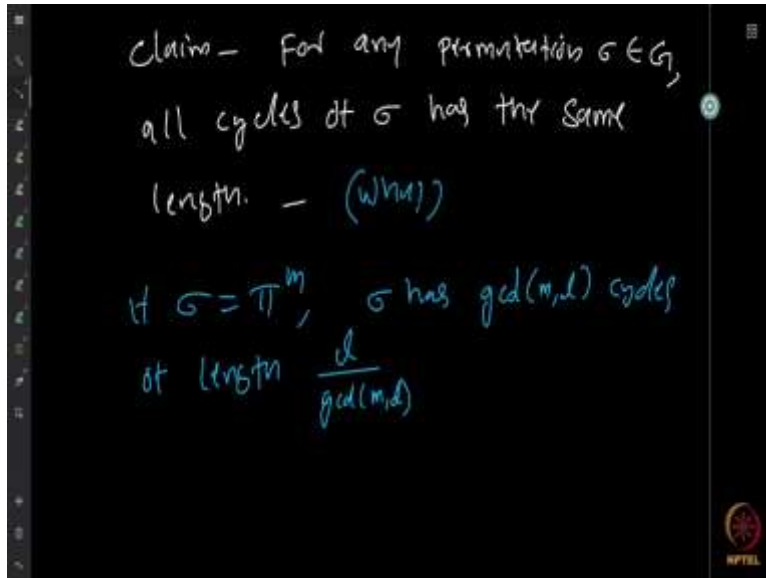 Claim - For any permutation σ ∈ G,
all cycles of σ has the same
length. - (Why?)
if σ = π^m, σ has gcd(m,l) cycles
of length l/gcd(m,l)
NPTEL